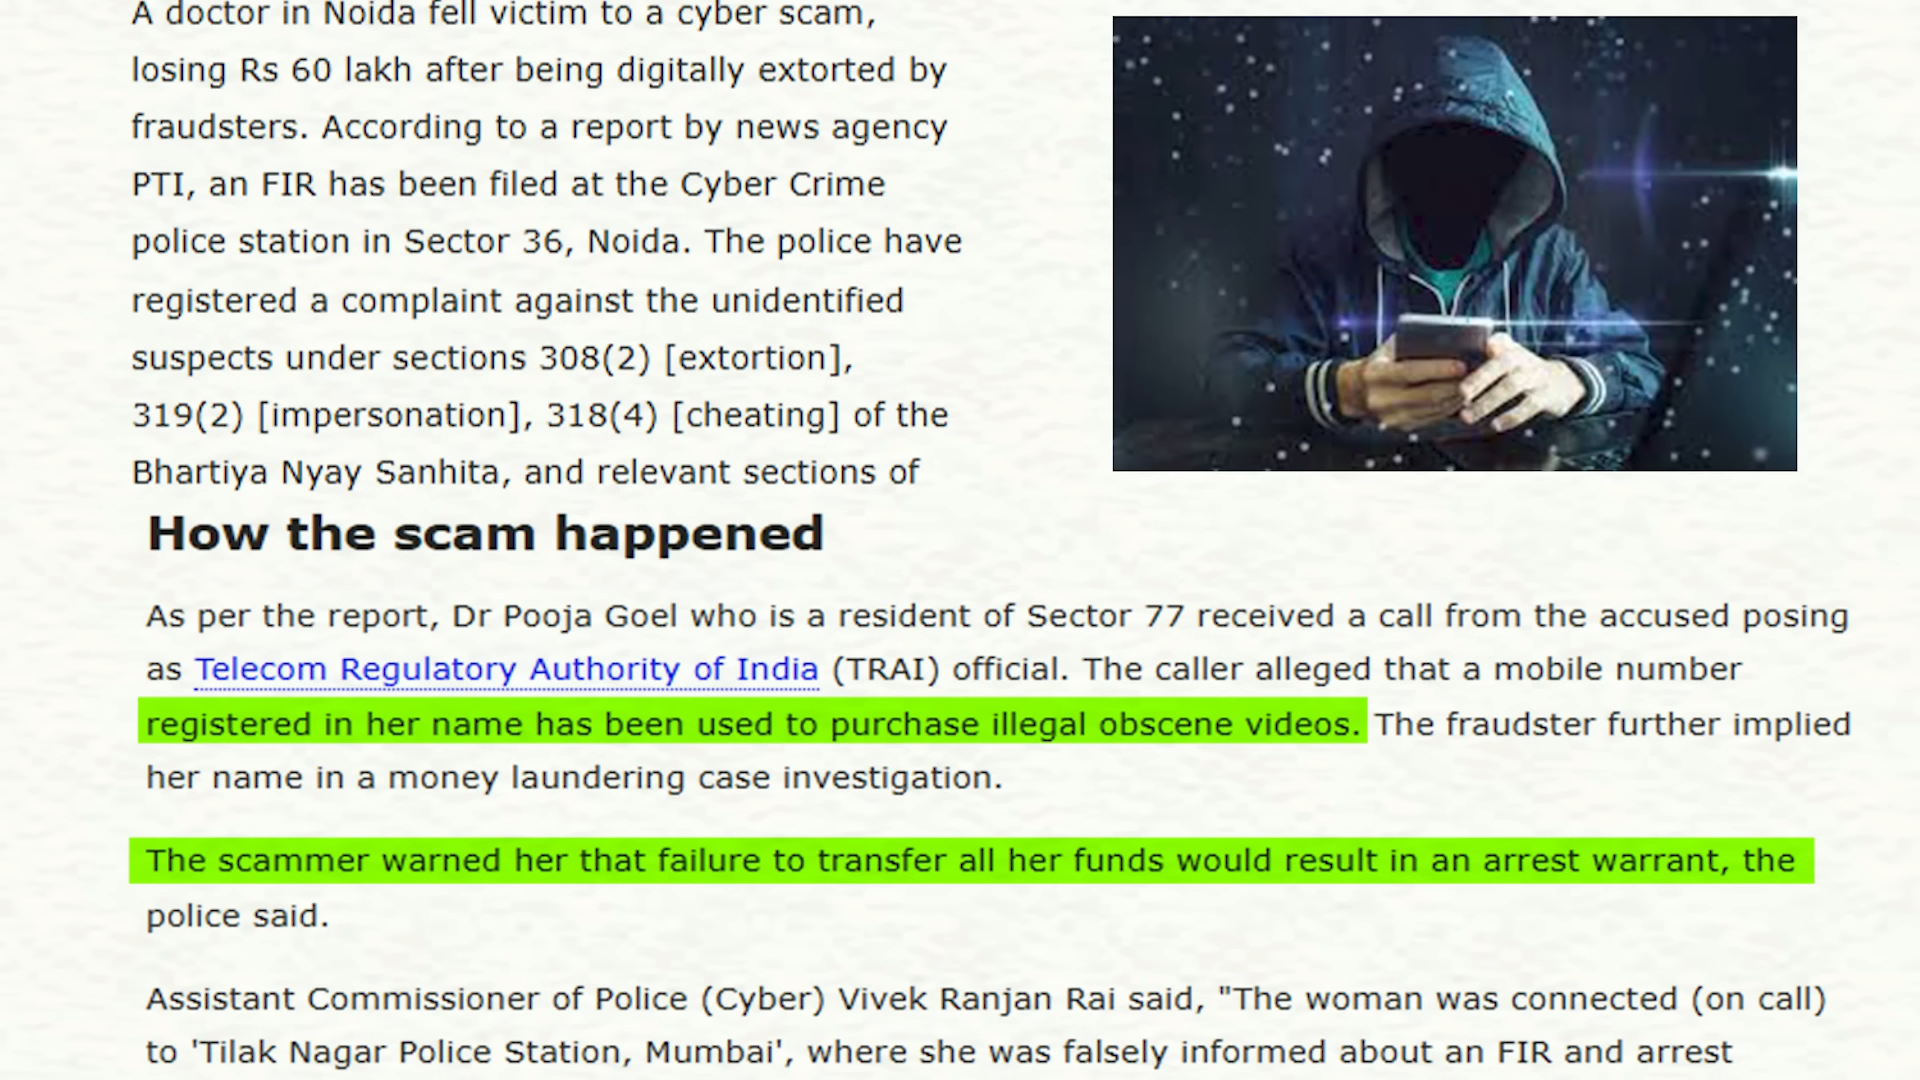 A doctor in Noida fell victim to a cyber scam,
losing Rs 60 lakh after being digitally extorted by
fraudsters. According to a report by news agency
PTI, an FIR has been filed at the Cyber Crime
police station in Sector 36, Noida. The police have
registered a complaint against the unidentified
suspects under sections 308(2) [extortion],
319(2) [impersonation], 318(4) [cheating] of the
Bhartiya Nyay Sanhita, and relevant sections of
How the scam happened
As per the report, Dr Pooja Goel who is a resident of Sector 77 received a call from the accused posing
as Telecom Regulatory Authority of India (TRAI) official. The caller alleged that a mobile number
registered in her name has been used to purchase illegal obscene videos. The fraudster further implied
her name in a money laundering case investigation.
The scammer warned her that failure to transfer all her funds would result in an arrest warrant, the
police said.
Assistant Commissioner of Police (Cyber) Vivek Ranjan Rai said, "The woman was connected (on call)
to 'Tilak Nagar Police Station, Mumbai', where she was falsely informed about an FIR and arrest